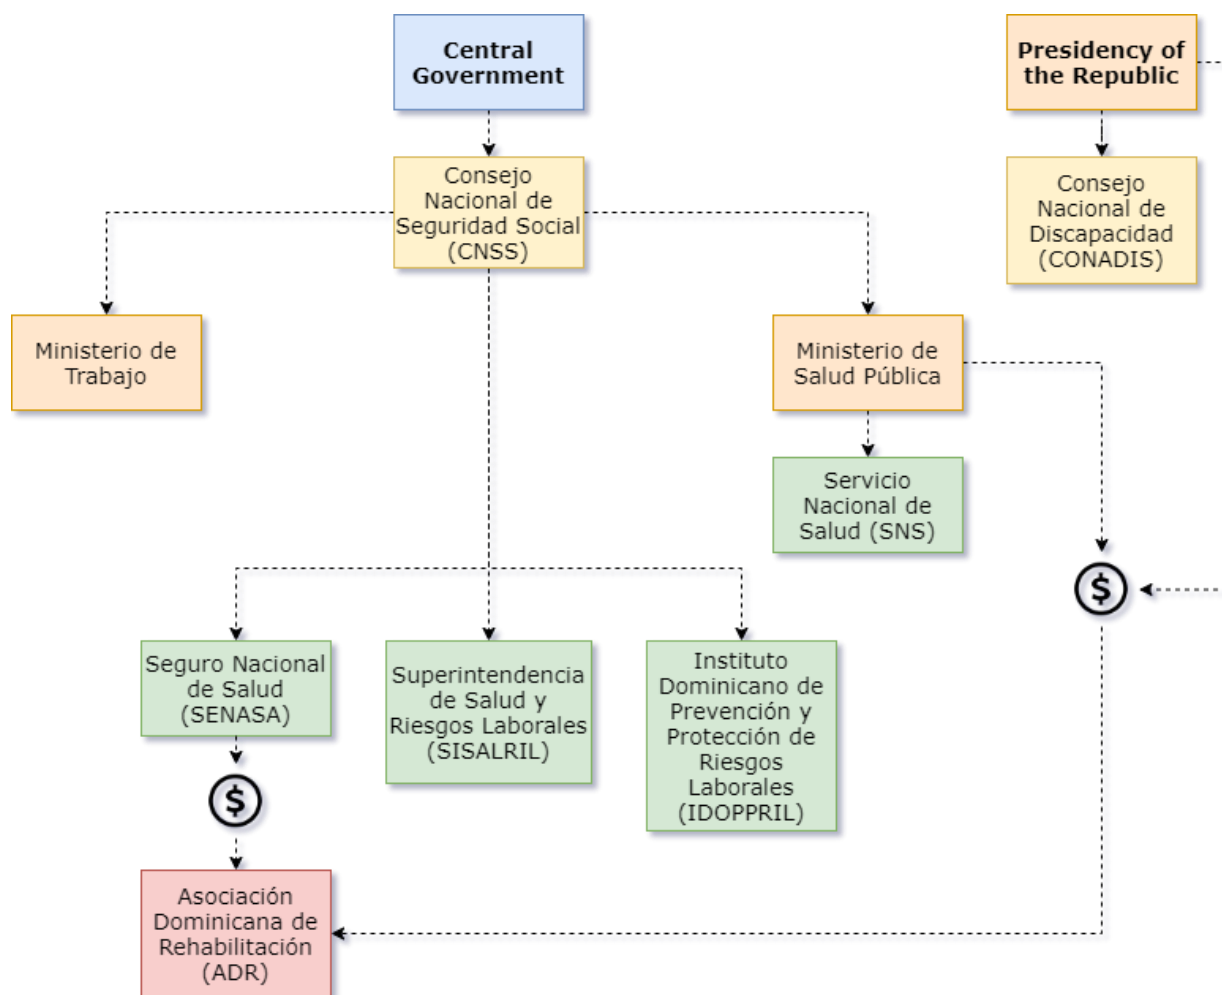 Central
Government
Presidency of
the Republic
Consejo
Nacional de
Seguridad Social
(CNSS)
Consejo
Nacional de
Discapacidad
(CONADIS)
Ministerio de
Trabajo
Ministerio de
Salud Pública
Servicio
Nacional de
Salud (SNS)
$
Seguro Nacional
de Salud
(SENASA)
Superintendencia
de Salud y
Riesgos Laborales
(SISALRIL)
Instituto
Dominicano de
Prevención y
Protección de
Riesgos
Laborales
(IDOPPRIL)
$
Asociación
Dominicana de
Rehabilitación
(ADR)